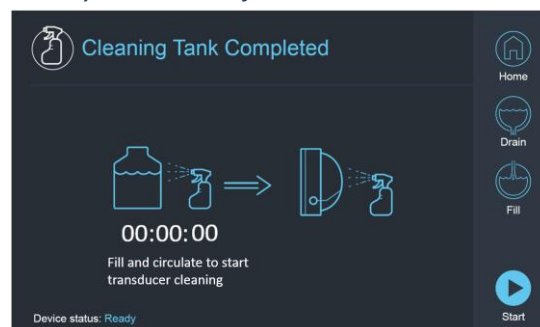 Cleaning Tank Completed
Home
Drain
Fill
00:00:00
Fill and circulate to start
transducer cleaning
Device status: Ready
Start